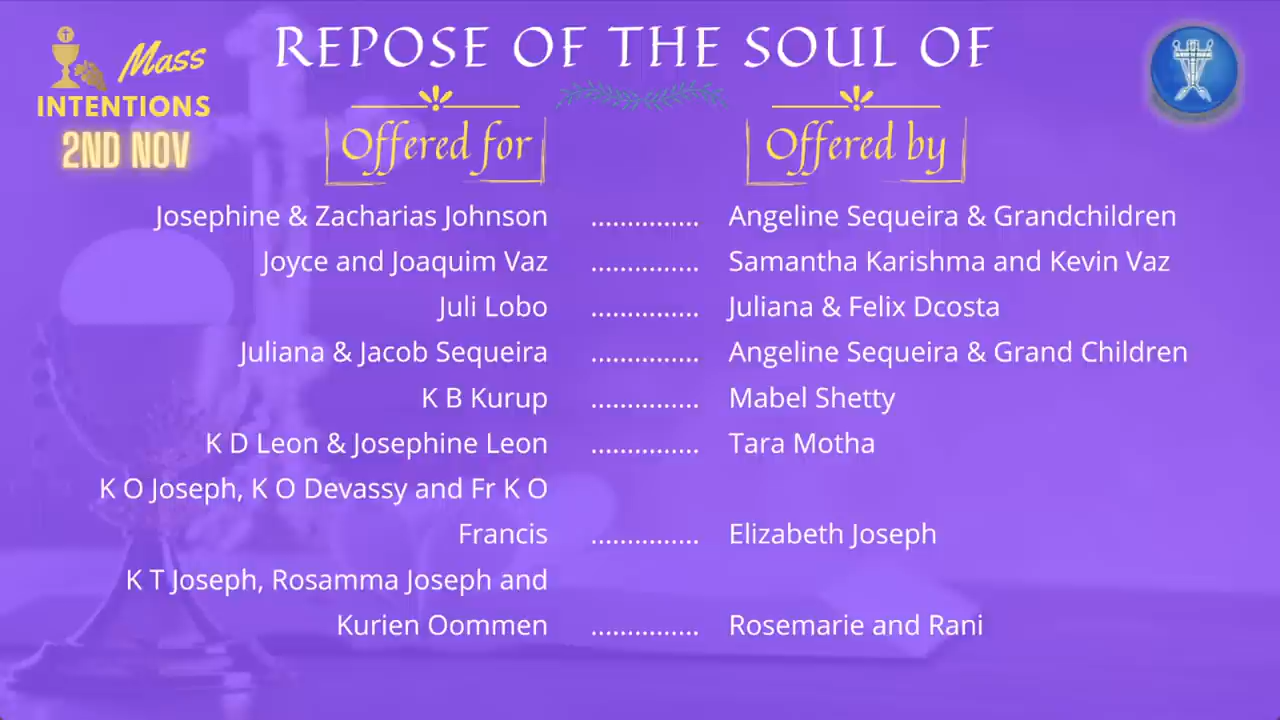 Mass
INTENTIONS
2ND NOV
REPOSE OF THE SOUL OF
Offered for
Offered by
Josephine & Zacharias Johnson ............... Angeline Sequeira & Grandchildren
Joyce and Joaquim Vaz ............... Samantha Karishma and Kevin Vaz
Juli Lobo ............... Juliana & Felix Dcosta
Juliana & Jacob Sequeira ............... Angeline Sequeira & Grand Children
K B Kurup ............... Mabel Shetty
K D Leon & Josephine Leon ............... Tara Motha
K O Joseph, K O Devassy and Fr K O
Francis ............... Elizabeth Joseph
K T Joseph, Rosamma Joseph and
Kurien Oommen ............... Rosemarie and Rani